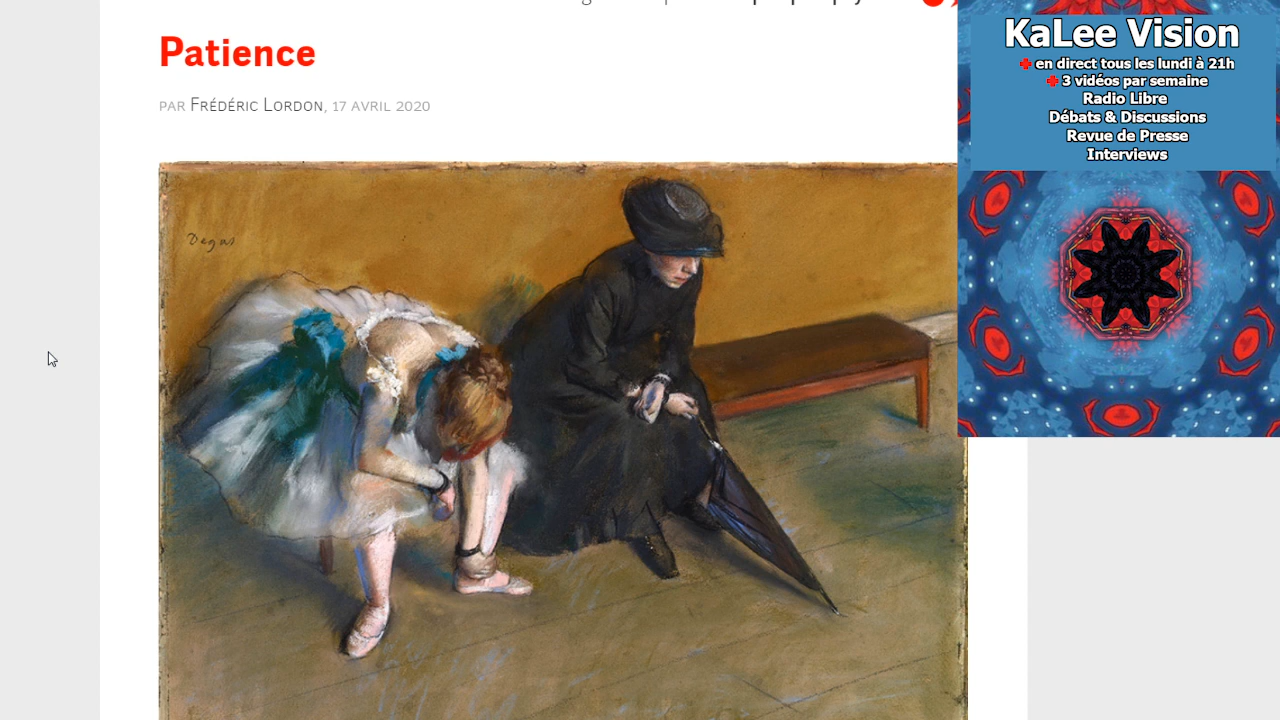 Patience
PAR FRÉDÉRIC LORDON, 17 AVRIL 2020
Degas
KaLee Vision
en direct tous les lundi à 21h
3 vidéos par semaine
Radio Libre
Débats & Discussions
Revue de Presse
Interviews